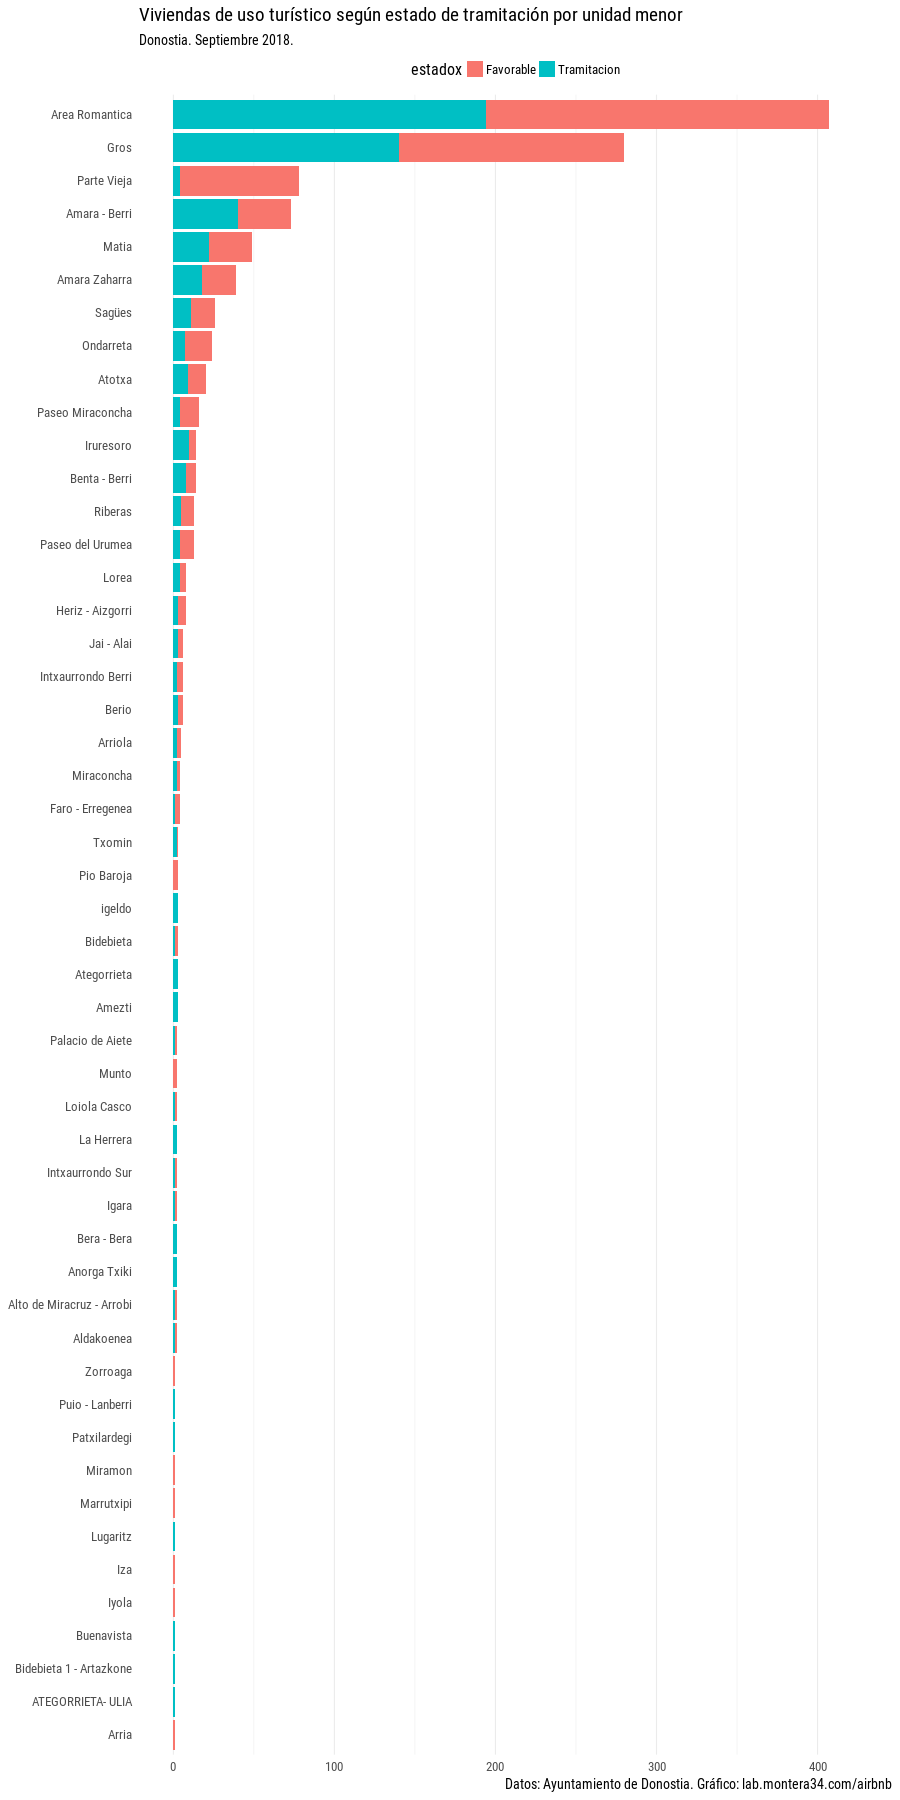 Viviendas de uso turístico según estado de tramitación por unidad menor
Donostia. Septiembre 2018.
estadox Favorable Tramitacion
Area Romantica
Gros
Parte Vieja
Amara - Berri
Matia
Amara Zaharra
Sagües
Ondarreta
Atotxa
Paseo Miraconcha
Iruresoro
Benta - Berri
Riberas
Paseo del Urumea
Lorea
Heriz - Aizgorri
Jai - Alai
Intxaurrondo Berri
Berio
Arriola
Miraconcha
Faro - Erregenea
Txomin
Pio Baroja
igeldo
Bidebieta
Ategorrieta
Amezti
Palacio de Aiete
Munto
Loiola Casco
La Herrera
Intxaurrondo Sur
Igara
Bera - Bera
Anorga Txiki
Alto de Miracruz - Arrobi
Aldakoenea
Zorroaga
Puio - Lanberri
Patxilardegi
Miramon
Marrutxipi
Lugaritz
Iza
Iyola
Buenavista
Bidebieta 1 - Artazkone
ATEGORRIETA- ULIA
Arria
0 100 200 300 400
Datos: Ayuntamiento de Donostia. Gráfico: lab.montera34.com/airbnb